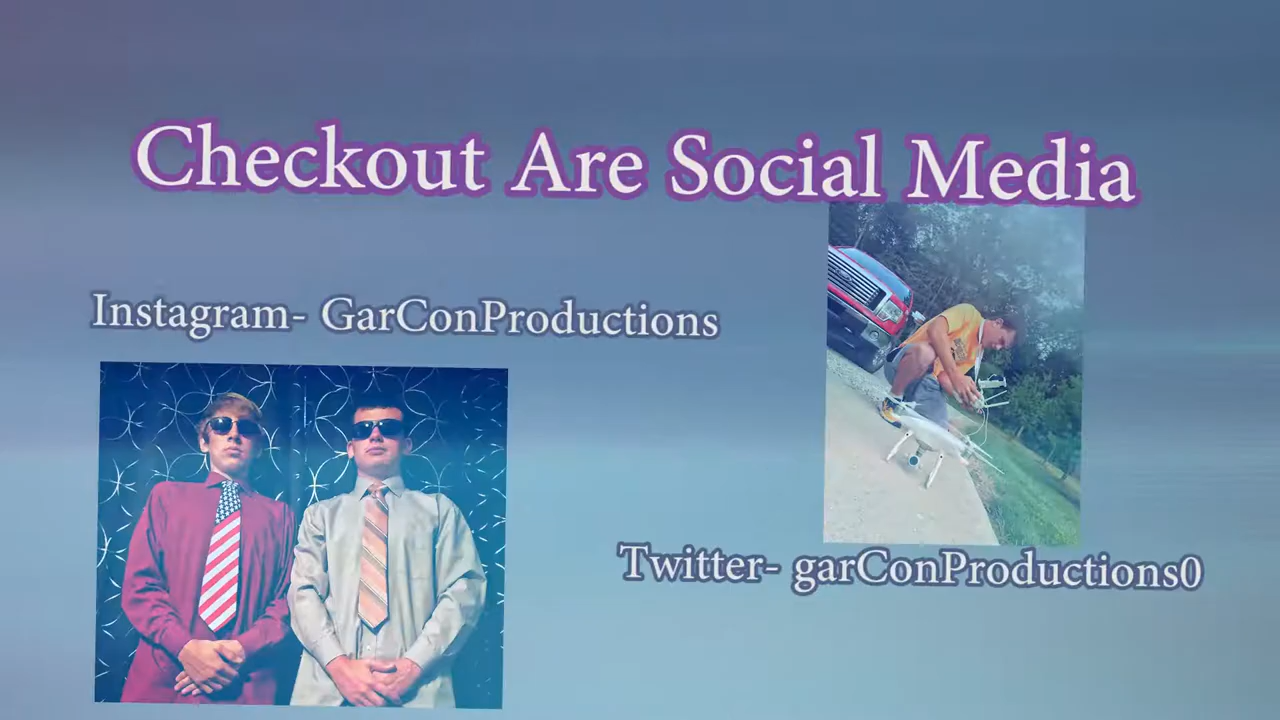 Checkout Are Social Media
Instagram- GarConProductions
Twitter- garConProductions0